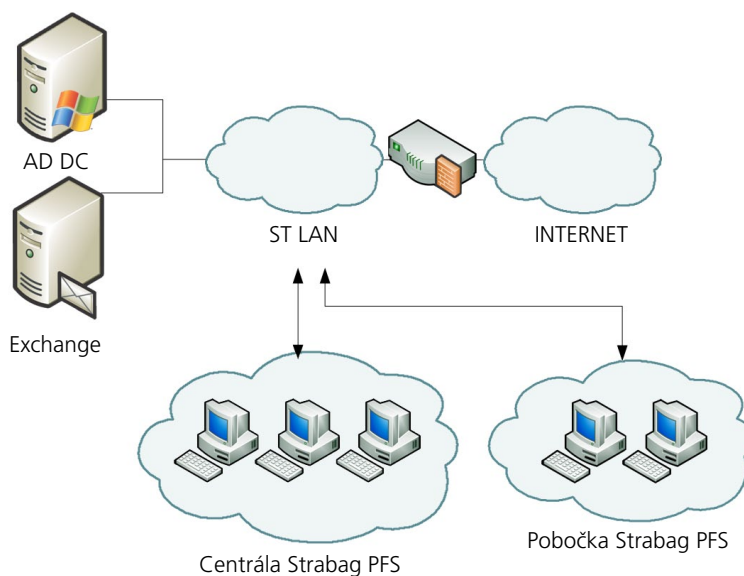 AD DC
ST LAN
INTERNET
Exchange
Centrála Strabag PFS
Pobočka Strabag PFS